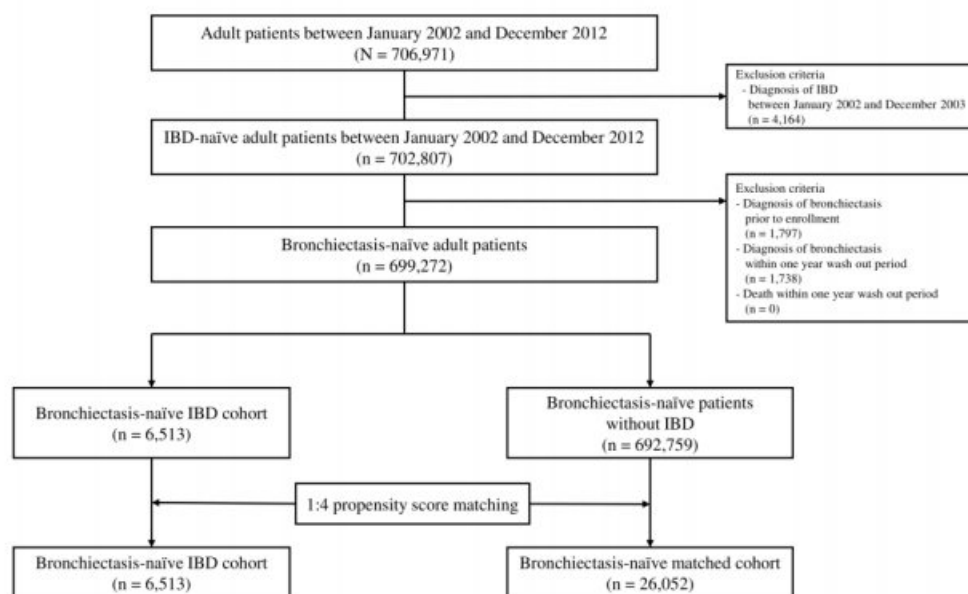 Adult patients between January 2002 and December 2012
(N = 706,971)
Exclusion criteria
- Diagnosis of IBD
between January 2002 and December 2003
(n = 4,164)
IBD-naïve adult patients between January 2002 and December 2012
(n = 702,807)
Exclusion criteria
- Diagnosis of bronchiectasis
prior to enrollment
(n = 1,797)
- Diagnosis of bronchiectasis
within one year wash out period
(n = 1,738)
- Death within one year wash out period
(n = 0)
Bronchiectasis-naïve adult patients
(n = 699,272)
Bronchiectasis-naïve IBD cohort
(n = 6,513)
Bronchiectasis-naïve patients
without IBD
(n = 692,759)
1:4 propensity score matching
Bronchiectasis-naïve IBD cohort
(n = 6,513)
Bronchiectasis-naïve matched cohort
(n = 26,052)